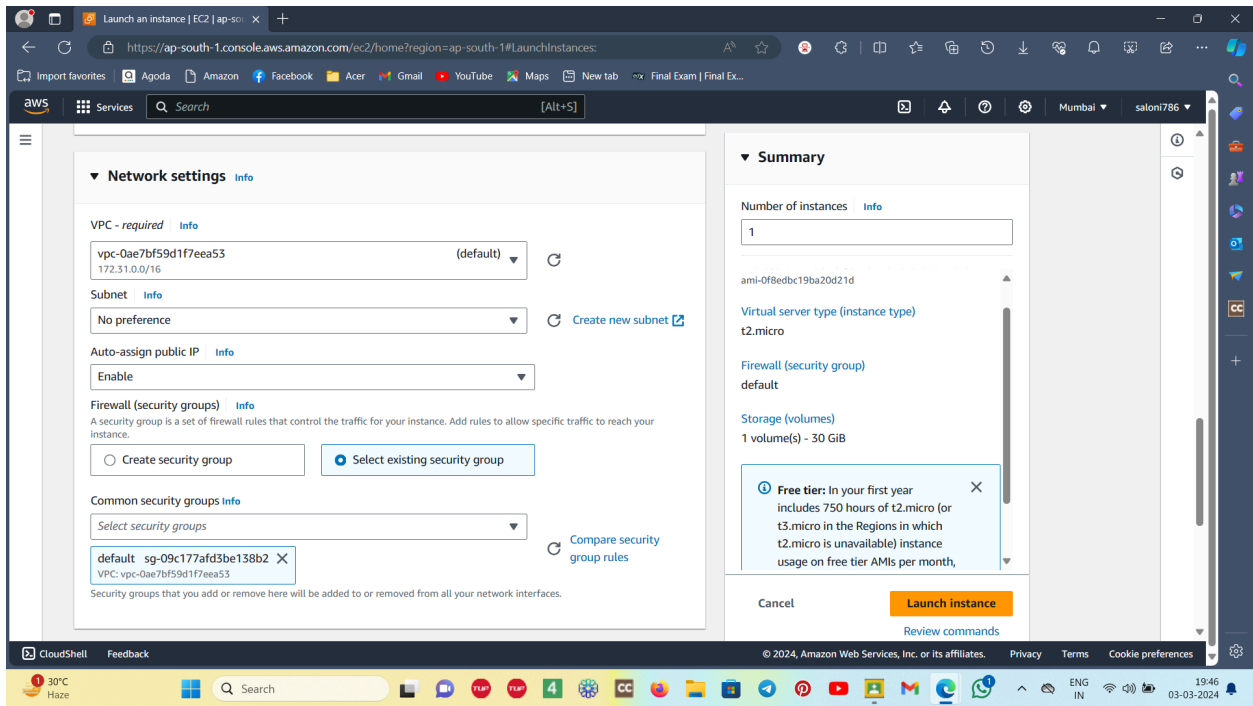 Launch an instance | EC2 | ap-sou
https://ap-south-1.console.aws.amazon.com/ec2/home?region=ap-south-1#LaunchInstances:
Import favorites Agoda Amazon Facebook Acer Gmail YouTube Maps New tab Final Exam | Final Ex...
aws Services Search [Alt+S] Mumbai saloni786
Network settings Info
VPC - required Info
vpc-0ae7bf59d1f7eea53 (default)
172.31.0.0/16
Subnet Info
No preference Create new subnet
Auto-assign public IP Info
Enable
Firewall (security groups) Info
A security group is a set of firewall rules that control the traffic for your instance. Add rules to allow specific traffic to reach your
instance.
Create security group Select existing security group
Common security groups Info
Select security groups
Compare security
group rules
default sg-09c177afd3be138b2
VPC: vpc-0ae7bf59d1f7eea53
Security groups that you add or remove here will be added to or removed from all your network interfaces.
Summary
Number of instances Info
1
ami-0f8edbc19ba20d21d
Virtual server type (instance type)
t2.micro
Firewall (security group)
default
Storage (volumes)
1 volume(s) - 30 GiB
Free tier: In your first year
includes 750 hours of t2.micro (or
t3.micro in the Regions in which
t2.micro is unavailable) instance
usage on free tier AMIs per month,
Cancel Launch instance
Review commands
CloudShell Feedback © 2024, Amazon Web Services, Inc. or its affiliates. Privacy Terms Cookie preferences
1 30°C
Haze
Search
TUP TUP 4 CC 1
ENG
IN
19:46
03-03-2024
CC